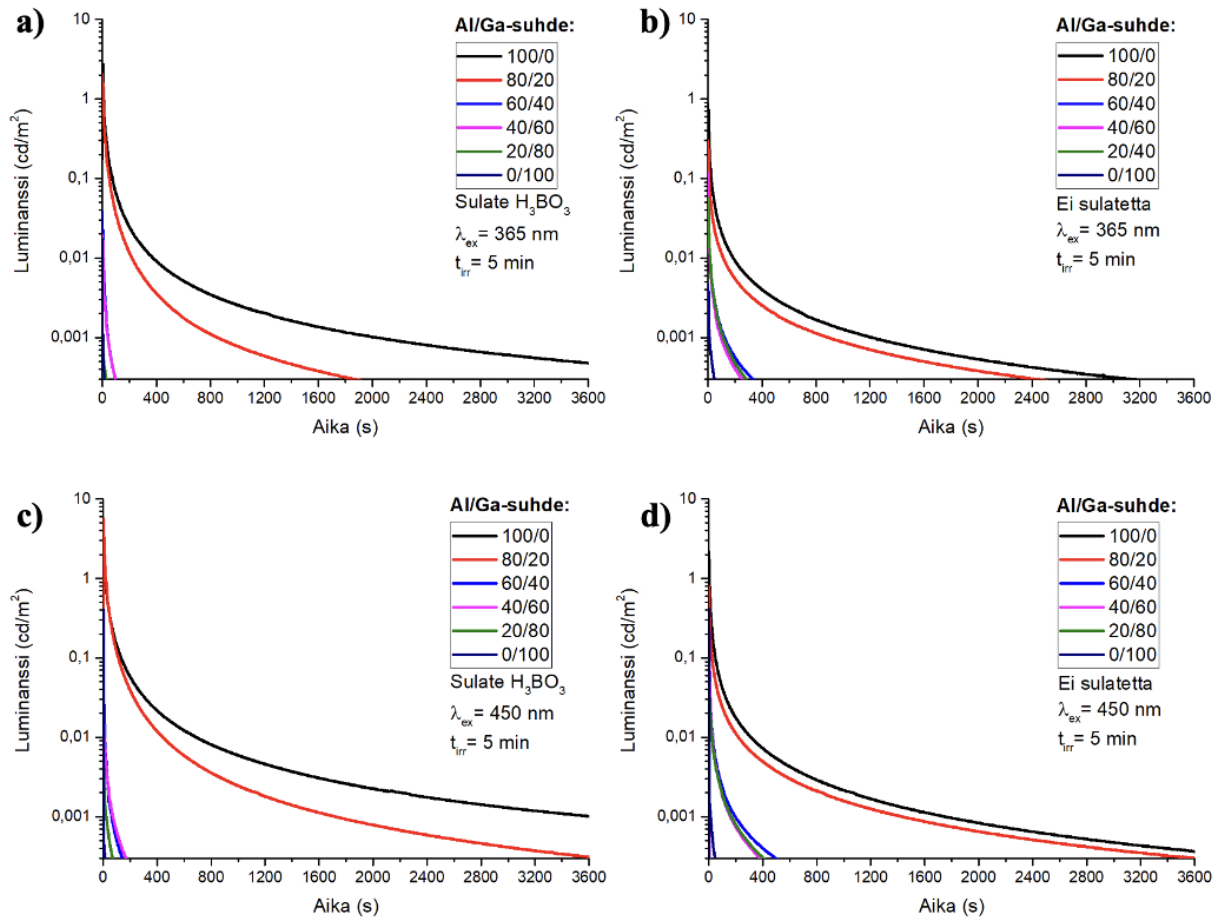 a)
Luminanssi (cd/m²)
10
1
0,1
0,01
0,001
0 400 800 1200 1600 2000 2400 2800 3200 3600
Aika (s)
Al/Ga-suhde:
100/0
80/20
60/40
40/60
20/80
0/100
Sulate H₃BO₃
λₑₓ= 365 nm
tᵢᵣᵣ= 5 min
b)
Luminanssi (cd/m²)
10
1
0,1
0,01
0,001
0 400 800 1200 1600 2000 2400 2800 3200 3600
Aika (s)
Al/Ga-suhde:
100/0
80/20
60/40
40/60
20/40
0/100
Ei sulatetta
λₑₓ= 365 nm
tᵢᵣᵣ= 5 min
c)
Luminanssi (cd/m²)
10
1
0,1
0,01
0,001
0 400 800 1200 1600 2000 2400 2800 3200 3600
Aika (s)
Al/Ga-suhde:
100/0
80/20
60/40
40/60
20/80
0/100
Sulate H₃BO₃
λₑₓ= 450 nm
tᵢᵣᵣ= 5 min
d)
Luminanssi (cd/m²)
10
1
0,1
0,01
0,001
0 400 800 1200 1600 2000 2400 2800 3200 3600
Aika (s)
Al/Ga-suhde:
100/0
80/20
60/40
40/60
20/80
0/100
Ei sulatetta
λₑₓ= 450 nm
tᵢᵣᵣ= 5 min